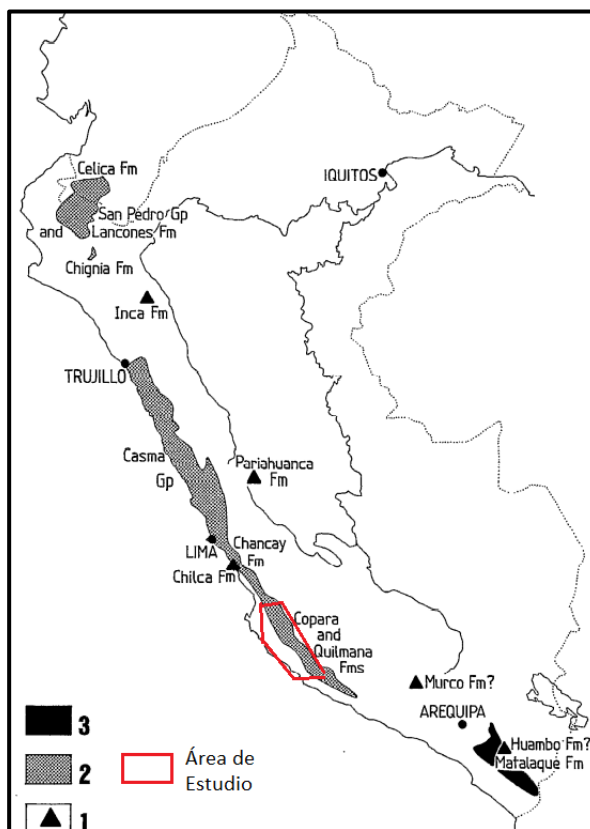 Celica Fm
IQUITOS
San Pedro Gp
and Lancones Fm
Chignia Fm
Inca Fm
TRUJILLO
Casma
Gp
Pariahuanca
Fm
LIMA
Chancay
Fm
Chilca Fm
Copara
and
Quilmana
Fms
Murco Fm?
AREQUIPA
Huambo Fm?
Matalaque Fm
3
2
Área de
Estudio
1